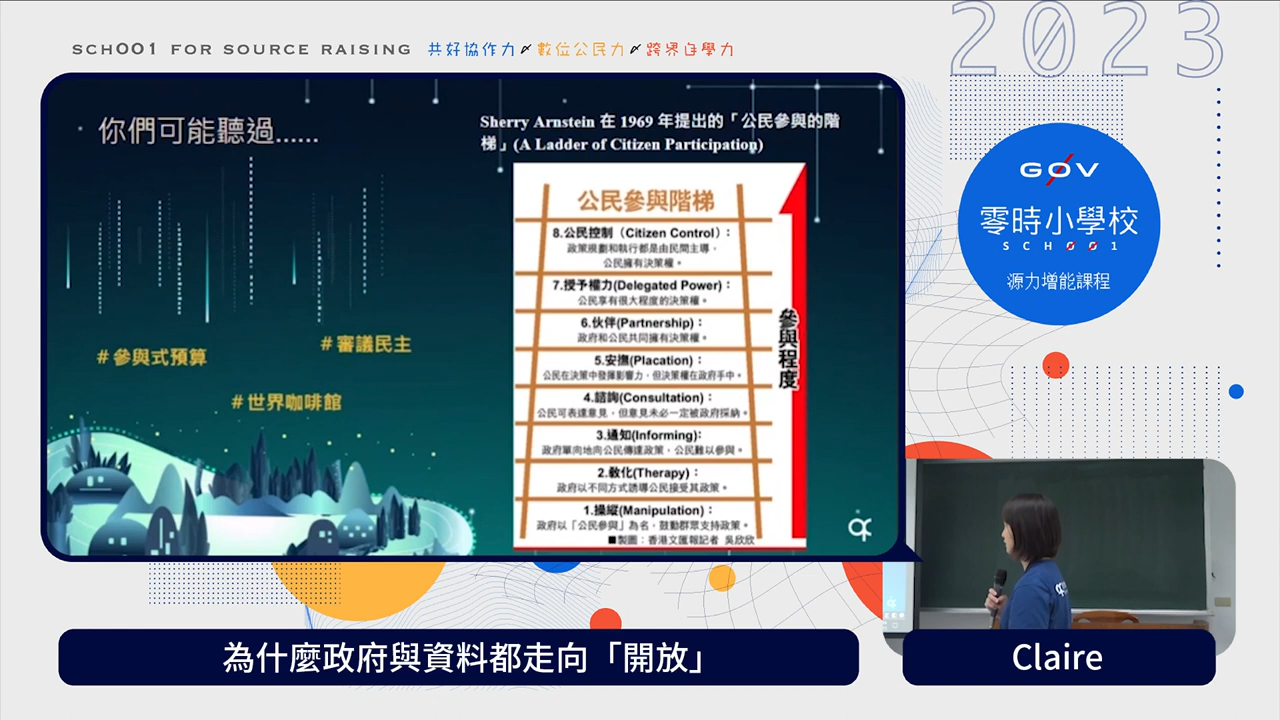 SCH001 FOR SOURCE RAISING 共好協作力 數位公民力 跨界自學力
2023
你們可能聽過......
#參與式預算
#審議民主
#世界咖啡館
Sherry Arnstein 在 1969 年提出的「公民參與的階
梯」(A Ladder of Citizen Participation)
公民參與階梯
8.公民控制（Citizen Control）：
政策規劃和執行都是由民間主導，
公民擁有決策權。
7.授予權力(Delegated Power)：
公民享有很大程度的決策權。
6.伙伴(Partnership)：
政府和公民共同擁有決策權。
5.安撫(Placation)：
公民在決策中發揮影響力，但決策權在政府手中。
4.諮詢(Consultation)：
公民可表達意見，但意見未必一定被政府採納。
3.通知(Informing)：
政府單向地向公民傳達政策，公民難以參與。
2.教化(Therapy)：
政府以不同方式誘導公民接受其政策。
1.操縱(Manipulation)：
政府以「公民參與」為名，鼓動群眾支持政策。
■製圖：香港文匯報記者 吳欣欣
參與程度
G0V
零時小學校
SCH001
源力增能課程
為什麼政府與資料都走向「開放」
Claire